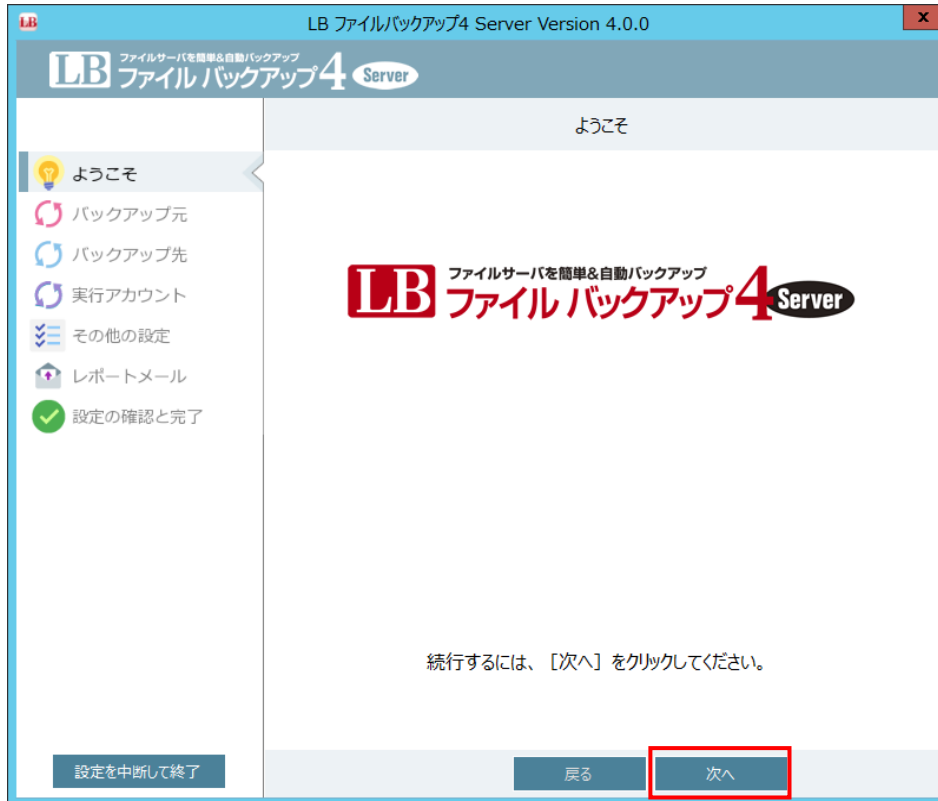 LB
LB ファイルバックアップ4 Server Version 4.0.0
x
LB
ファイルサーバを簡単&自動バックアップ
ファイル バックアップ4 Server
ようこそ
ようこそ
バックアップ元
バックアップ先
実行アカウント
その他の設定
レポートメール
設定の確認と完了
LB
ファイルサーバを簡単&自動バックアップ
ファイル バックアップ4 Server
続行するには、［次へ］をクリックしてください。
設定を中断して終了
戻る
次へ